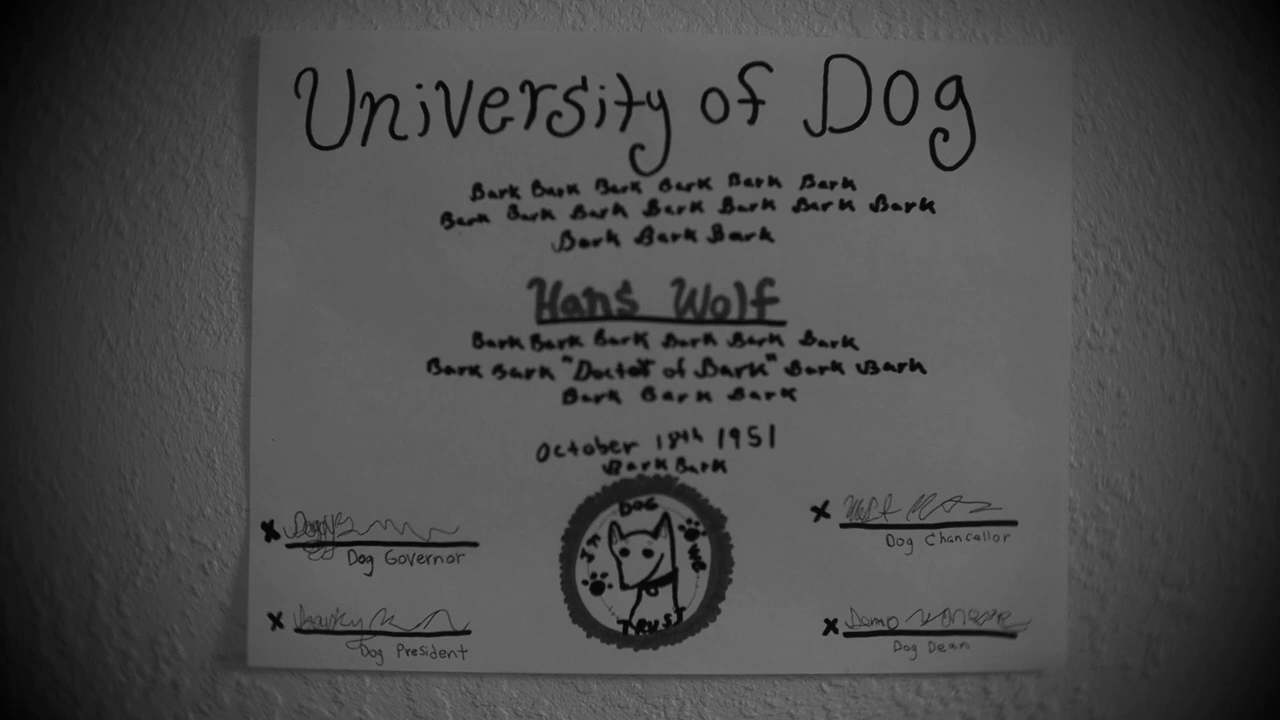 University of Dog
Bark Bark Bark Bark Bark Bark
Bark Bark Bark Bark Bark Bark Bark
Bark Bark Bark
Hans Wolf
Bark Bark Bark Bark Bark Bark
Bark Bark "Doctor of Bark" Bark Bark
Bark Bark Bark
October 18th 1951
Bark Bark
IN DOG WE TRUST
X
Dog Governor
X
Dog Chancellor
X
Dog President
X
Dog Dean